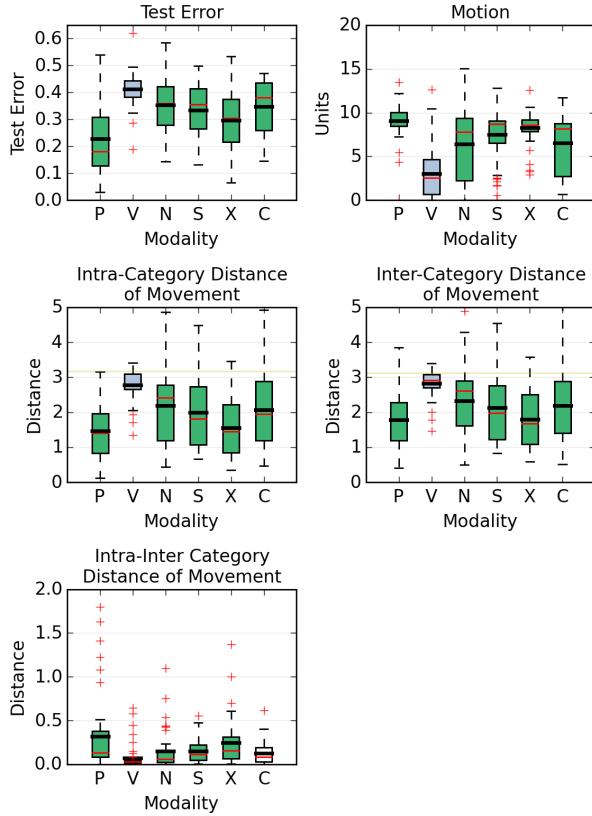 Test Error
Test Error
0.6
0.5
0.4
0.3
0.2
0.1
0.0
P V N S X C
Modality
Motion
Units
20
15
10
5
0
P V N S X C
Modality
Intra-Category Distance
of Movement
Distance
5
4
3
2
1
0
P V N S X C
Modality
Inter-Category Distance
of Movement
Distance
5
4
3
2
1
0
P V N S X C
Modality
Intra-Inter Category
Distance of Movement
Distance
2.0
1.5
1.0
0.5
0.0
P V N S X C
Modality